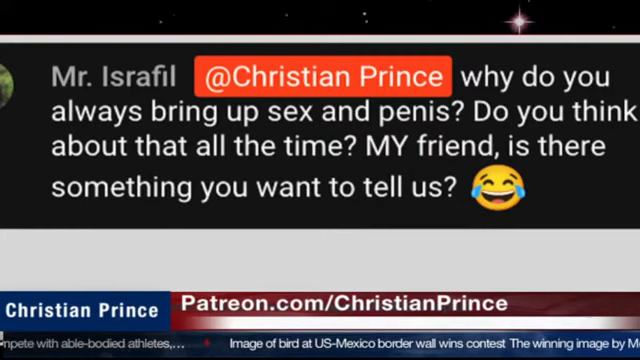 Mr. Israfil @Christian Prince why do you
always bring up sex and penis? Do you think
about that all the time? MY friend, is there
something you want to tell us? 😂
Christian Prince Patreon.com/ChristianPrince
mpete with able-bodied athletes,... Image of bird at US-Mexico border wall wins contest The winning image by M